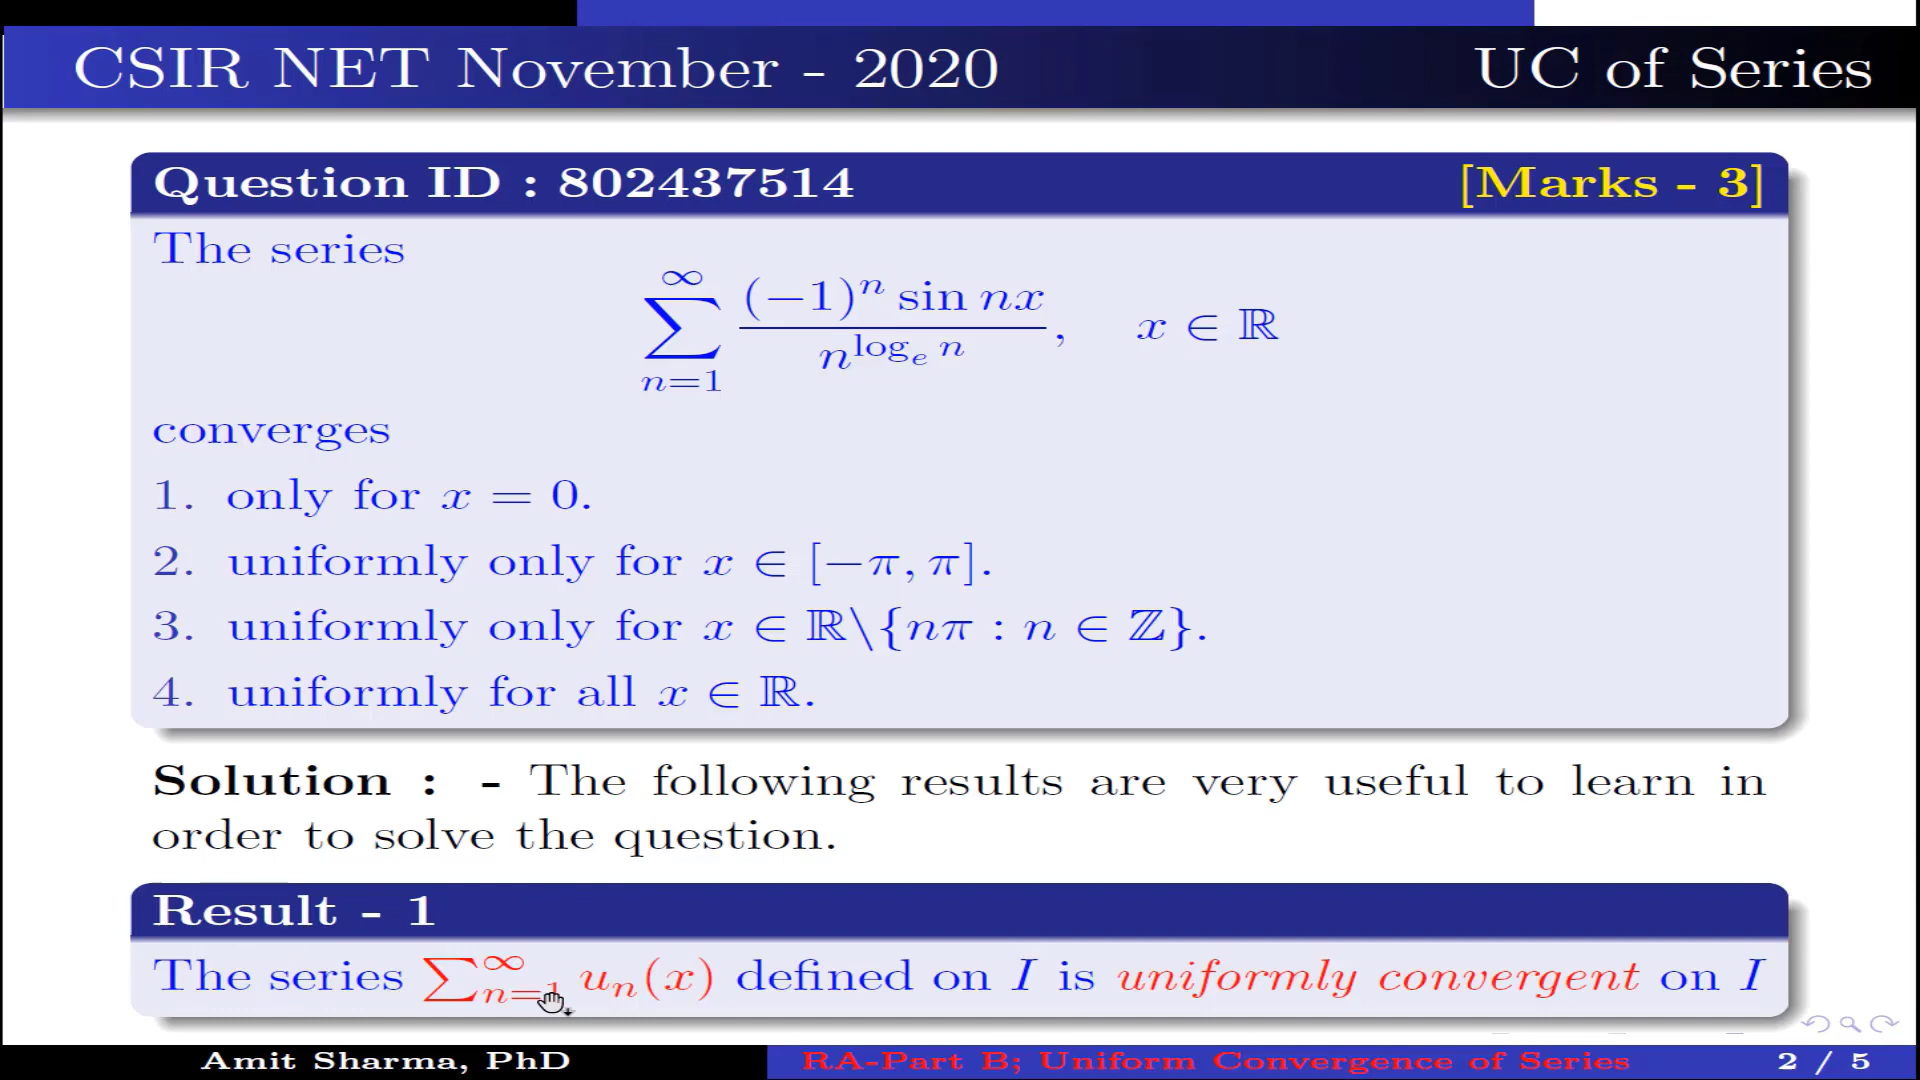 CSIR NET November - 2020 UC of Series
Question ID : 802437514 [Marks - 3]
The series
∑_{n=1}^{∞} \frac{(−1)^n sin nx}{n^{log_e n}}, x ∈ ℝ
converges
1. only for x = 0.
2. uniformly only for x ∈ [−π, π].
3. uniformly only for x ∈ ℝ\{nπ : n ∈ ℤ}.
4. uniformly for all x ∈ ℝ.
Solution : - The following results are very useful to learn in
order to solve the question.
Result - 1
The series ∑_{n=1}^{∞} u_n(x) defined on I is uniformly convergent on I
Amit Sharma, PhD RA-Part B; Uniform Convergence of Series 2 / 5